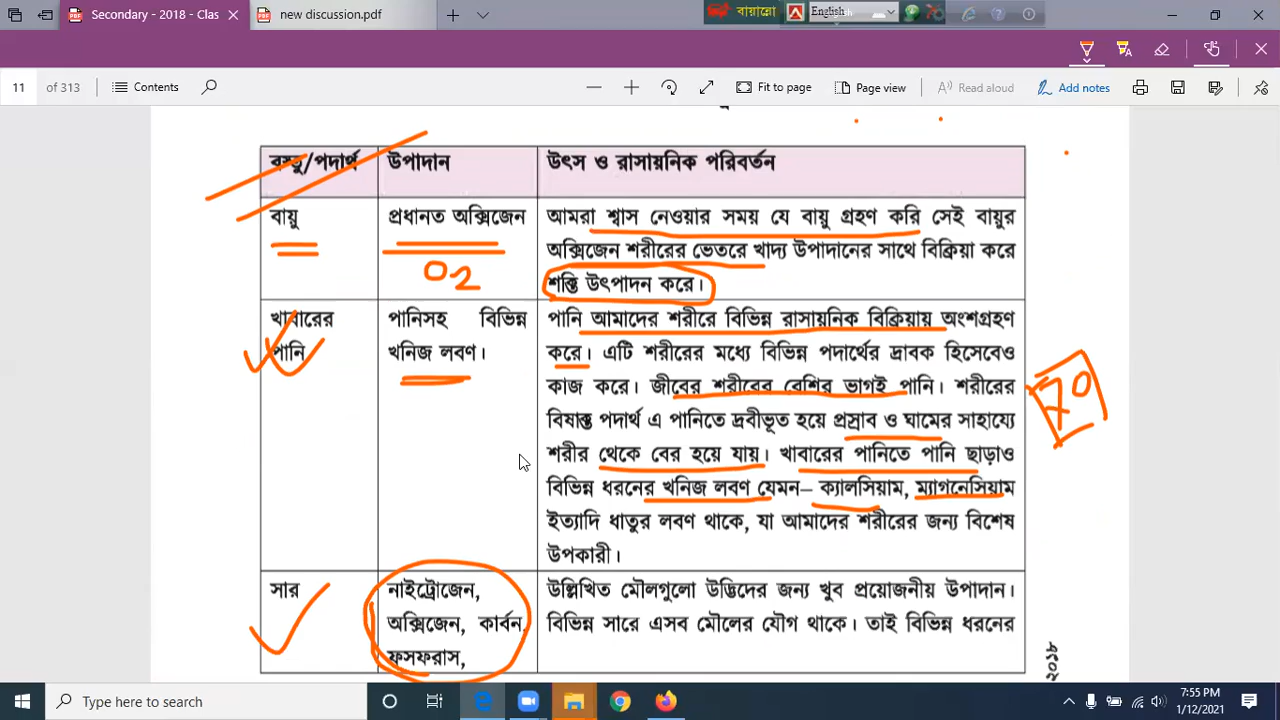 Secondary - 2018 - Clas
new discussion.pdf
বায়ান্নো
English
11 of 313
Contents
Fit to page
Page view
Read aloud
Add notes
বস্তু/পদার্থ উপাদান উৎস ও রাসায়নিক পরিবর্তন
বায়ু
প্রধানত অক্সিজেন
O2
আমরা শ্বাস নেওয়ার সময় যে বায়ু গ্রহণ করি সেই বায়ুর
অক্সিজেন শরীরের ভেতরে খাদ্য উপাদানের সাথে বিক্রিয়া করে
শক্তি উৎপাদন করে।
খাবারের
পানি
পানিসহ বিভিন্ন
খনিজ লবণ।
পানি আমাদের শরীরে বিভিন্ন রাসায়নিক বিক্রিয়ায় অংশগ্রহণ
করে। এটি শরীরের মধ্যে বিভিন্ন পদার্থের দ্রাবক হিসেবেও
কাজ করে। জীবের শরীরের বেশির ভাগই পানি। শরীরের
বিষাক্ত পদার্থ এ পানিতে দ্রবীভূত হয়ে প্রস্রাব ও ঘামের সাহায্যে
শরীর থেকে বের হয়ে যায়। খাবারের পানিতে পানি ছাড়াও
বিভিন্ন ধরনের খনিজ লবণ যেমন– ক্যালসিয়াম, ম্যাগনেসিয়াম
ইত্যাদি ধাতুর লবণ থাকে, যা আমাদের শরীরের জন্য বিশেষ
উপকারী।
70
সার
নাইট্রোজেন,
অক্সিজেন, কার্বন,
ফসফরাস,
উল্লিখিত মৌলগুলো উদ্ভিদের জন্য খুব প্রয়োজনীয় উপাদান।
বিভিন্ন সারে এসব মৌলের যৌগ থাকে। তাই বিভিন্ন ধরনের
২০১৮
Type here to search
7:55 PM
1/12/2021